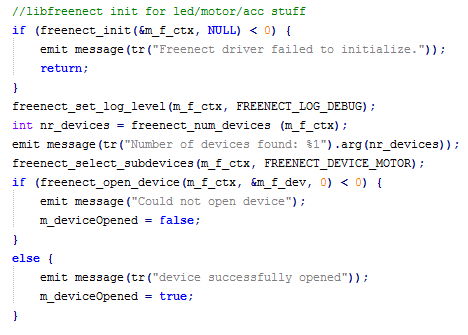 //libfreenect init for led/motor/acc stuff
if (freenect_init(&m_f_ctx, NULL) < 0) {
    emit message(tr("Freenect driver failed to initialize."));
    return;
}
freenect_set_log_level(m_f_ctx, FREENECT_LOG_DEBUG);
int nr_devices = freenect_num_devices (m_f_ctx);
emit message(tr("Number of devices found: %1").arg(nr_devices));
freenect_select_subdevices(m_f_ctx, FREENECT_DEVICE_MOTOR);
if (freenect_open_device(m_f_ctx, &m_f_dev, 0) < 0) {
    emit message("Could not open device");
    m_deviceOpened = false;
}
else {
    emit message(tr("device successfully opened"));
    m_deviceOpened = true;
}